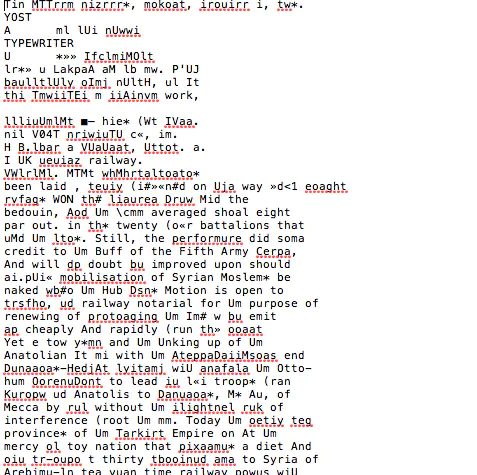 Tin MTTrrm nizrrr*, mokoat, irouirr i, tw*.
YOST
A ml lUi nUwwi
TYPEWRITER
U *»» IfclmiMOlt
lr*» u LakpaA aM lb mw. P'UJ
baulltlUly oImj nUltH, ul It
thi TmwiiTEi m iiAinvm work,
llliuUmlMt ■— hie* (Wt IVaa.
nil V04T nriwiuTU c«, im.
H B.lbar a VUaUaat, Uttot. a.
I UK ueuiaz railway.
VWlrlMl. MTMt whMhrtaltoato*
been laid , teuiv (i#»«n#d on Uja way »d<1 eoaght
ryfag* WON th# liaurea Druw Mid the
bedouin, Aod Um \cmm averaged shoal eight
par out. in th* twenty (o«r battalions that
uMd Um lto*. Still, the performure did soma
credit to Um Buff of the Fifth Army Cerpa,
And will dp doubt bu improved upon should
ai.pUi« mobilisation of Syrian Moslem* be
naked wb#o Um Hub Dsn* Motion is open to
trsfho, ud railway notarial for Um purpose of
renewing of protoaging Um Im# w bu emit
ap cheaply And rapidly (run th» ooaat
Yet e tow y*mn and Um Unking up of Um
Anatolian It mi with Um AteppaDaiiMsoas end
Dunaaoa*-HedjAt lyitamj wiU anafala Um Otto-
hum OorenuDont to lead iu l«i troop* (ran
Kuropw ud Anatolis to Danuaoa*, M* Au, of
Mecca by rul without Um ilightnel ruk of
interference (root Um mm. Today Um oetiy teg
province* of Um Tarkirt Empire on At Um
mercy ol toy nation that pixaamu* a diet And
oiu tr-oupo t thirty tbooinud ama to Syria of
Arebimu-ln tea yuan time railway powus wiU